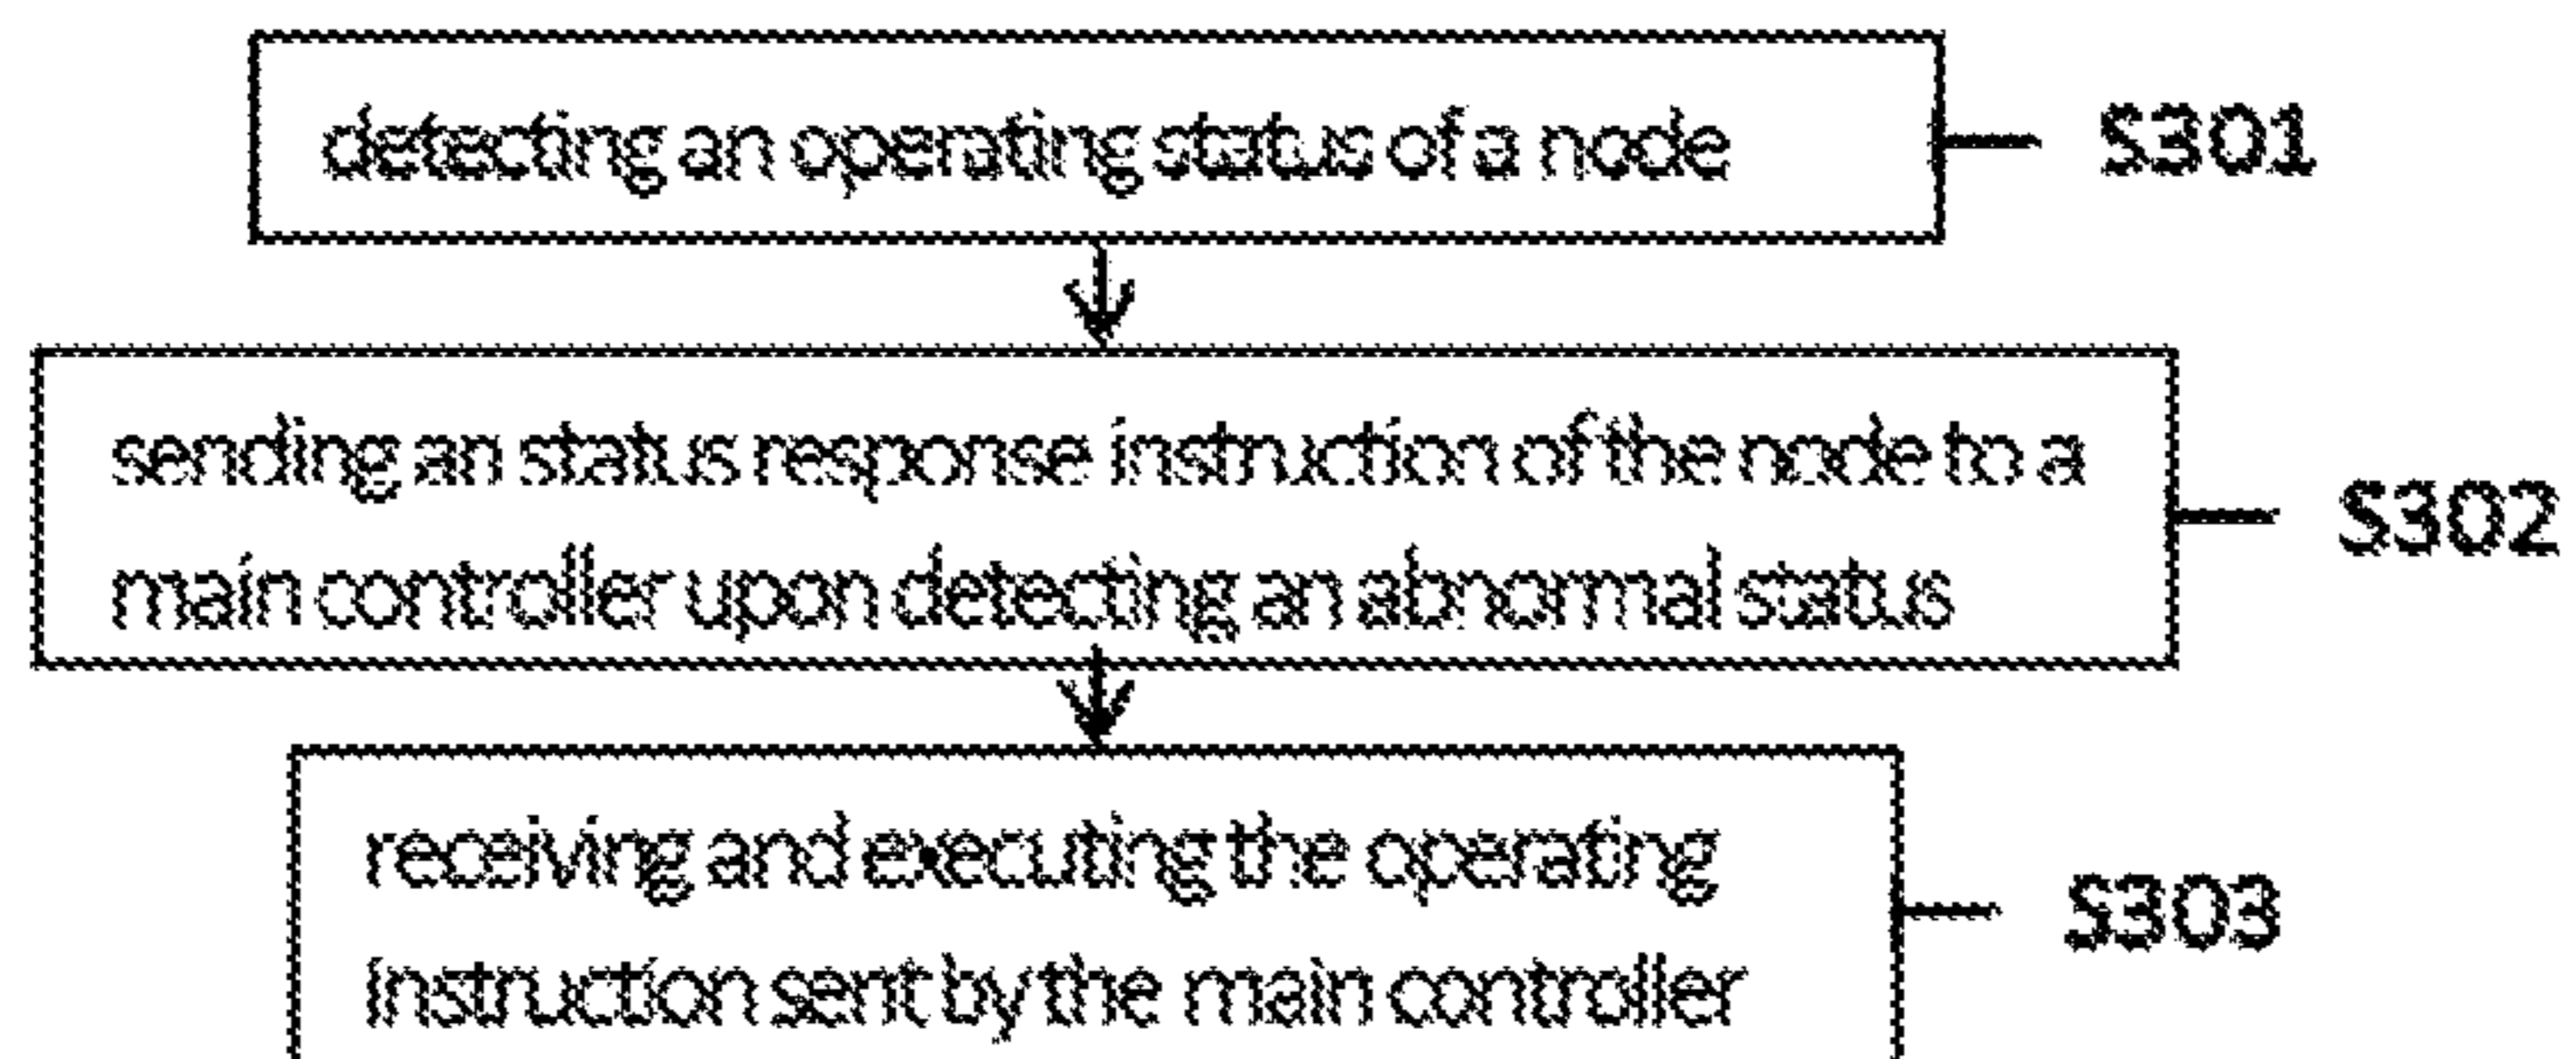 detecting an operating status of a node
S301
sending an status response instruction of the node to a
main controller upon detecting an abnormal status
S302
receiving and executing the operating
instruction sent by the main controller
S303